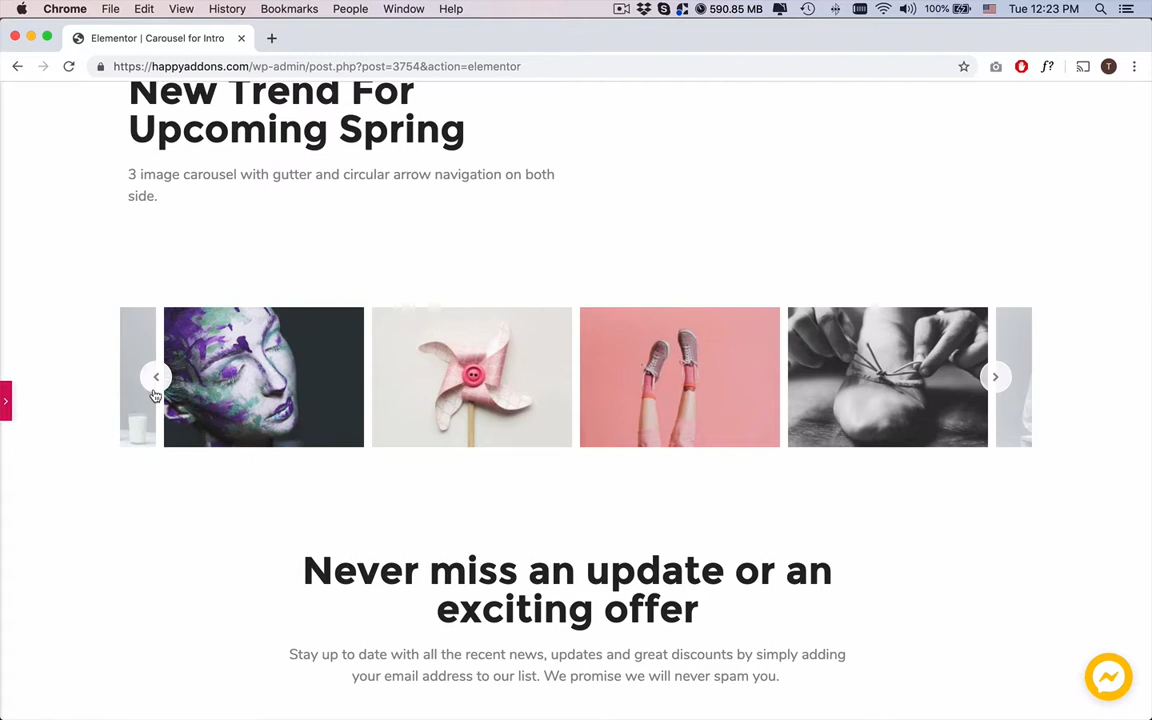 Chrome File Edit View History Bookmarks People Window Help 590.85 MB 100% Tue 12:23 PM
Elementor | Carousel for Intro
https://happyaddons.com/wp-admin/post.php?post=3754&action=elementor
f?
T
New Trend For
Upcoming Spring
3 image carousel with gutter and circular arrow navigation on both
side.
Never miss an update or an
exciting offer
Stay up to date with all the recent news, updates and great discounts by simply adding
your email address to our list. We promise we will never spam you.